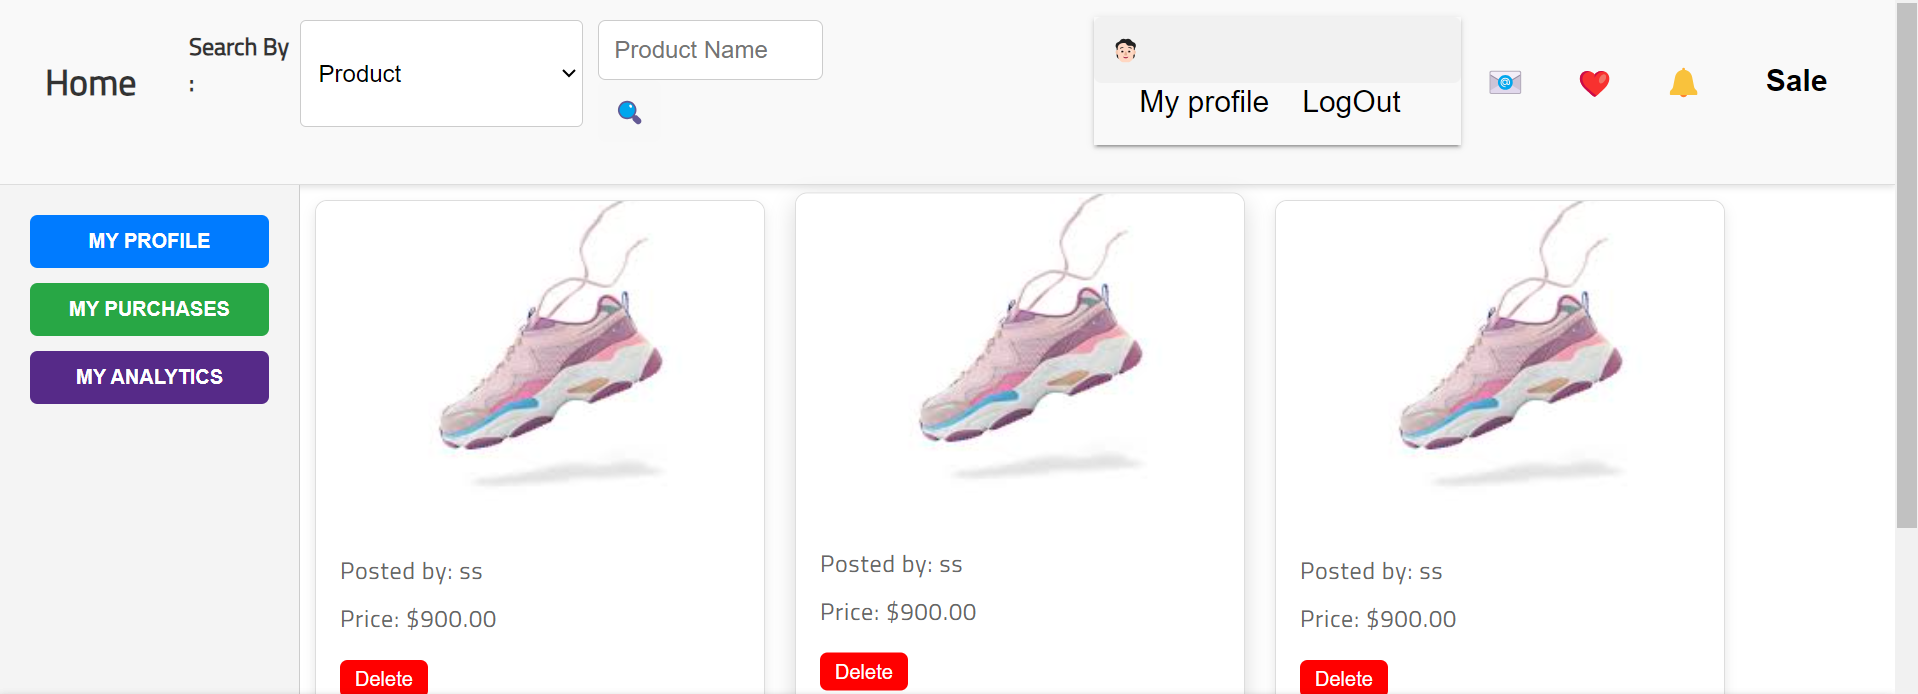 Home
Search By
:
Product
Product Name
My profile LogOut
Sale
MY PROFILE
MY PURCHASES
MY ANALYTICS
Posted by: ss
Price: $900.00
Delete
Posted by: ss
Price: $900.00
Delete
Posted by: ss
Price: $900.00
Delete